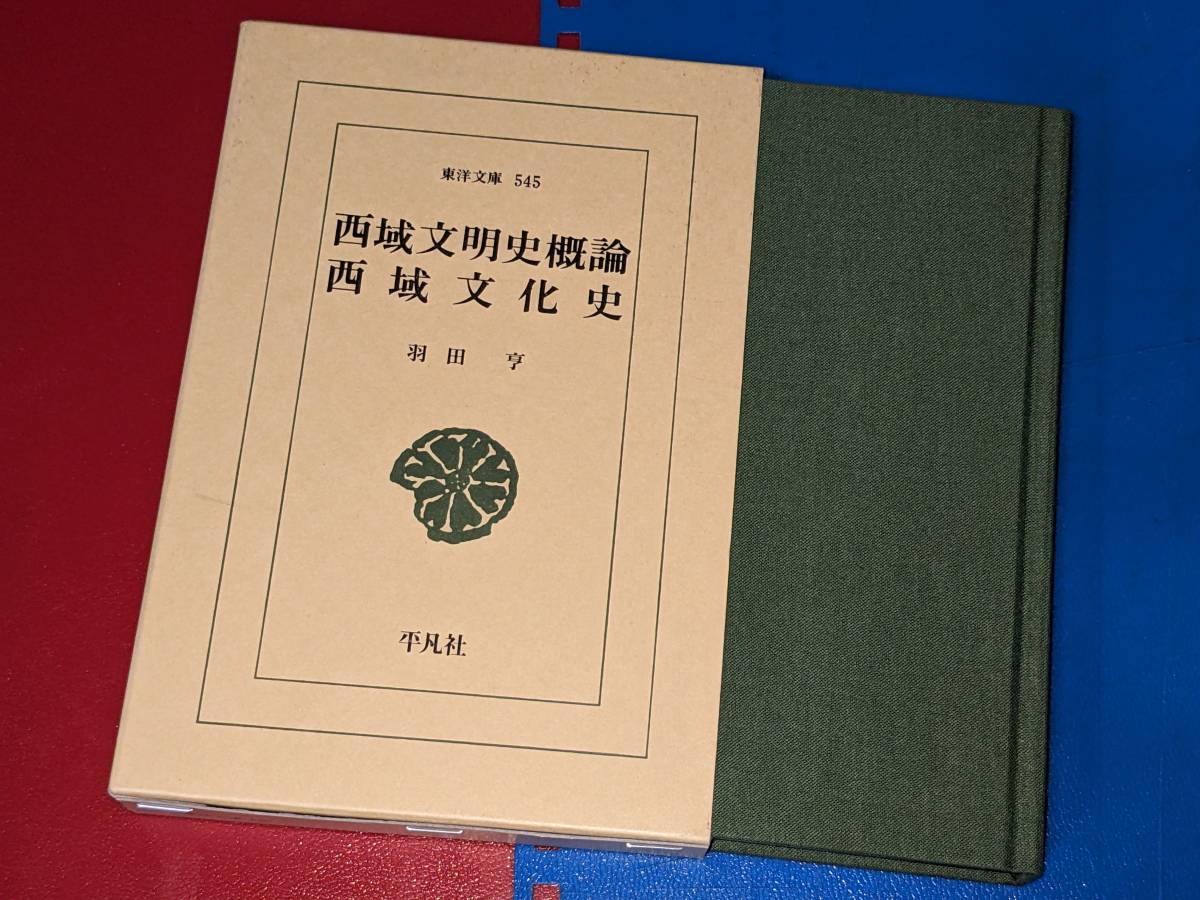 東洋文庫 545
西域文明史概論
西域文化史
羽田 亨
平凡社